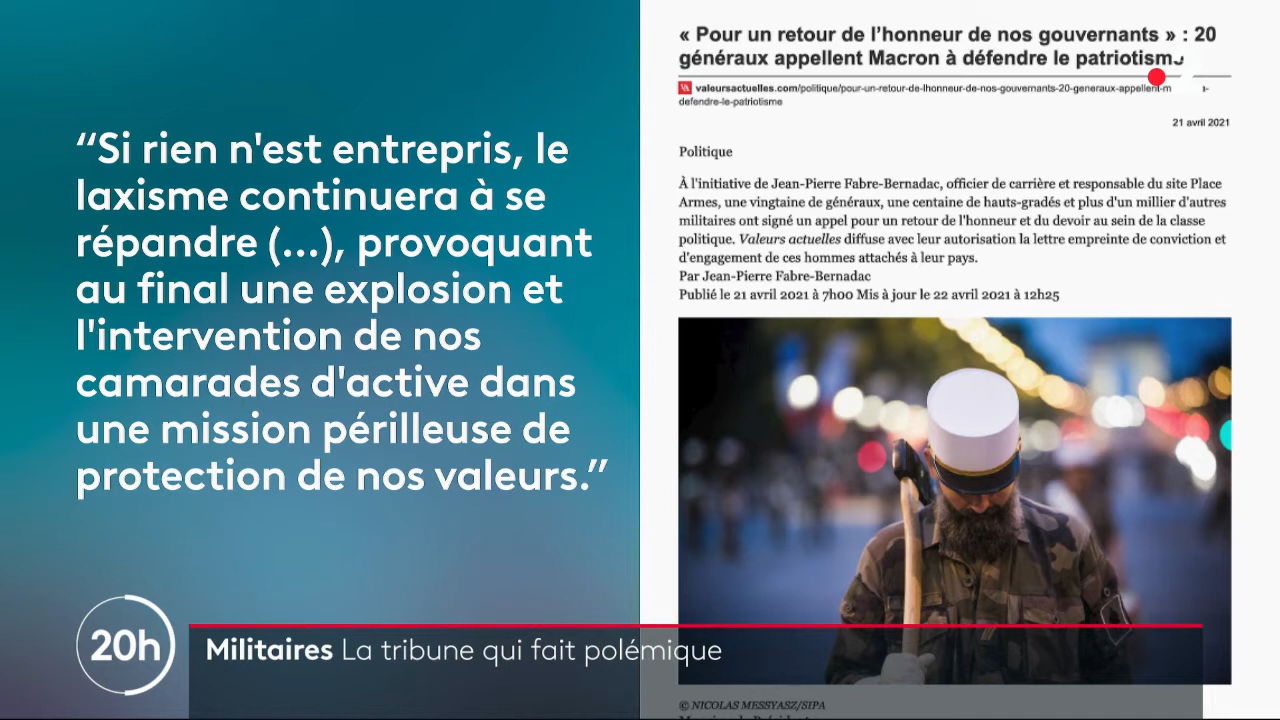 “Si rien n'est entrepris, le
laxisme continuera à se
répandre (...), provoquant
au final une explosion et
l'intervention de nos
camarades d'active dans
une mission périlleuse de
protection de nos valeurs.”
« Pour un retour de l’honneur de nos gouvernants » : 20
généraux appellent Macron à défendre le
valeursactuelles.com/politique/pour-un-retour-de-lhonneur-de-nos-gouvernants-20-generaux-appellent-m
defendre-le-patriotisme
21 avril 2021
Politique
À l'initiative de Jean-Pierre Fabre-Bernadac, officier de carrière et responsable du site Place
Armes, une vingtaine de généraux, une centaine de hauts-gradés et plus d'un millier d'autres
militaires ont signé un appel pour un retour de l'honneur et du devoir au sein de la classe
politique. Valeurs actuelles diffuse avec leur autorisation la lettre empreinte de conviction et
d'engagement de ces hommes attachés à leur pays.
Par Jean-Pierre Fabre-Bernadac
Publié le 21 avril 2021 à 7h00 Mis à jour le 22 avril 2021 à 12h25
20h
Militaires La tribune qui fait polémique
© NICOLAS MESSYASZ/SIPA